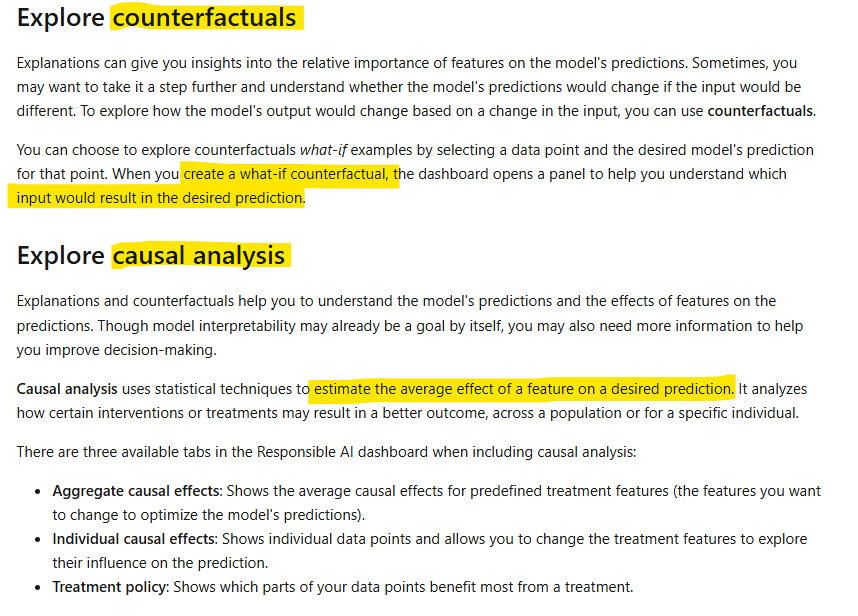 Explore counterfactuals
Explanations can give you insights into the relative importance of features on the model's predictions. Sometimes, you
may want to take it a step further and understand whether the model's predictions would change if the input would be
different. To explore how the model's output would change based on a change in the input, you can use counterfactuals.
You can choose to explore counterfactuals what-if examples by selecting a data point and the desired model's prediction
for that point. When you create a what-if counterfactual, the dashboard opens a panel to help you understand which
input would result in the desired prediction.
Explore causal analysis
Explanations and counterfactuals help you to understand the model's predictions and the effects of features on the
predictions. Though model interpretability may already be a goal by itself, you may also need more information to help
you improve decision-making.
Causal analysis uses statistical techniques to estimate the average effect of a feature on a desired prediction. It analyzes
how certain interventions or treatments may result in a better outcome, across a population or for a specific individual.
There are three available tabs in the Responsible AI dashboard when including causal analysis:
• Aggregate causal effects: Shows the average causal effects for predefined treatment features (the features you want
to change to optimize the model's predictions).
• Individual causal effects: Shows individual data points and allows you to change the treatment features to explore
their influence on the prediction.
• Treatment policy: Shows which parts of your data points benefit most from a treatment.